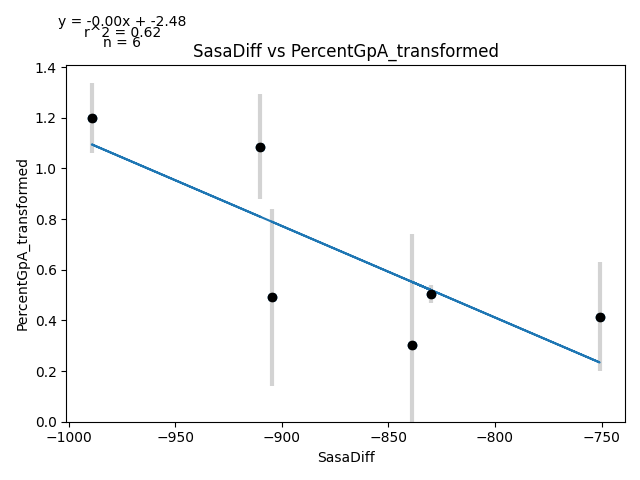 y = -0.00x + -2.48
r^2 = 0.62
n = 6
SasaDiff vs PercentGpA_transformed
1.4
1.2
1.0
0.8
0.6
0.4
0.2
0.0
PercentGpA_transformed
−1000 −950 −900 −850 −800 −750
SasaDiff